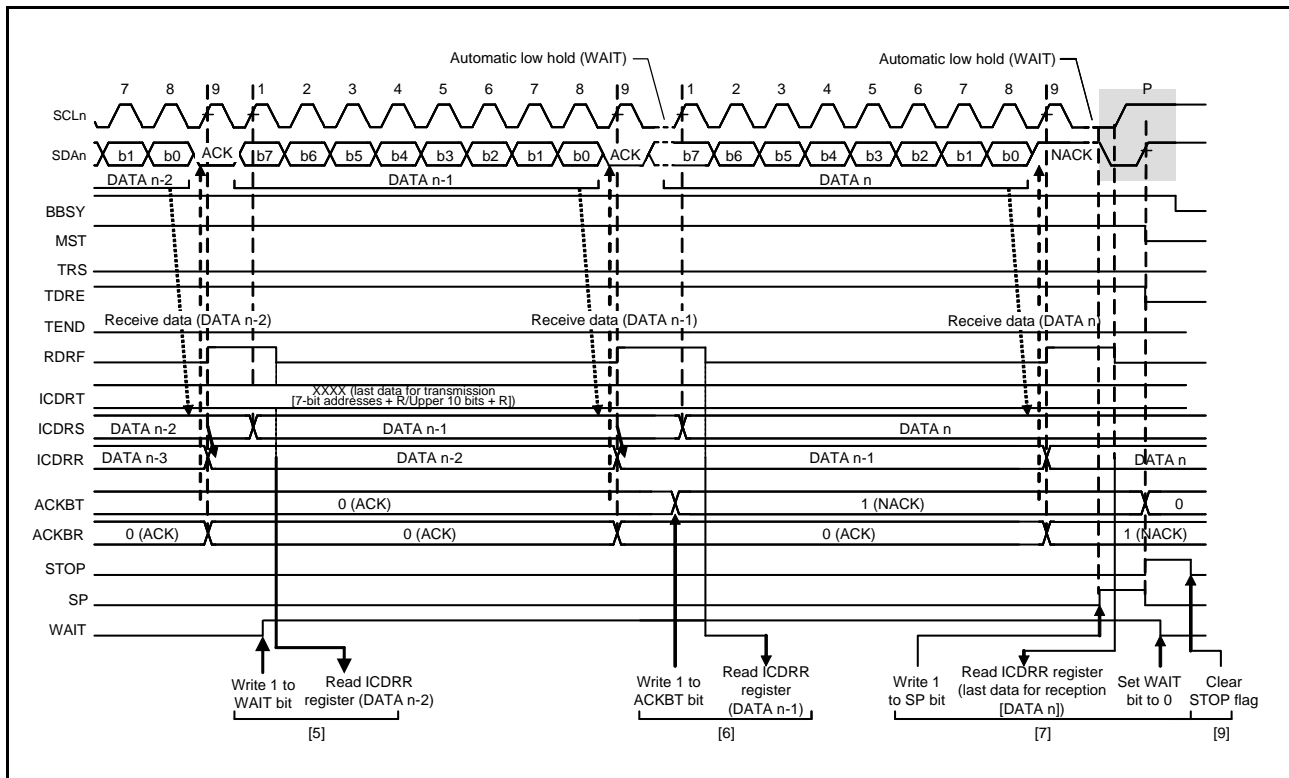 Automatic low hold (WAIT)
Automatic low hold (WAIT)
7 8 9 1 2 3 4 5 6 7 8 9 1 2 3 4 5 6 7 8 9 P
SCLn
SDAn b1 b0 ACK b7 b6 b5 b4 b3 b2 b1 b0 ACK b7 b6 b5 b4 b3 b2 b1 b0 NACK
DATA n-2 DATA n-1 DATA n
BBSY
MST
TRS
TDRE
TEND
Receive data (DATA n-2) Receive data (DATA n-1) Receive data (DATA n)
RDRF
ICDRT
XXXX (last data for transmission
[7-bit addresses + R/Upper 10 bits + R])
ICDRS DATA n-2 DATA n-1 DATA n
ICDRR DATA n-3 DATA n-2 DATA n-1 DATA n
ACKBT 0 (ACK) 1 (NACK) 0
ACKBR 0 (ACK) 0 (ACK) 0 (ACK) 1 (NACK)
STOP
SP
WAIT
Write 1 to
WAIT bit
Read ICDRR
register (DATA n-2)
[5]
Write 1 to
ACKBT bit
Read ICDRR
register
(DATA n-1)
[6]
Write 1
to SP bit
Read ICDRR register
(last data for reception
[DATA n])
Set WAIT
bit to 0
[7]
Clear
STOP flag
[9]